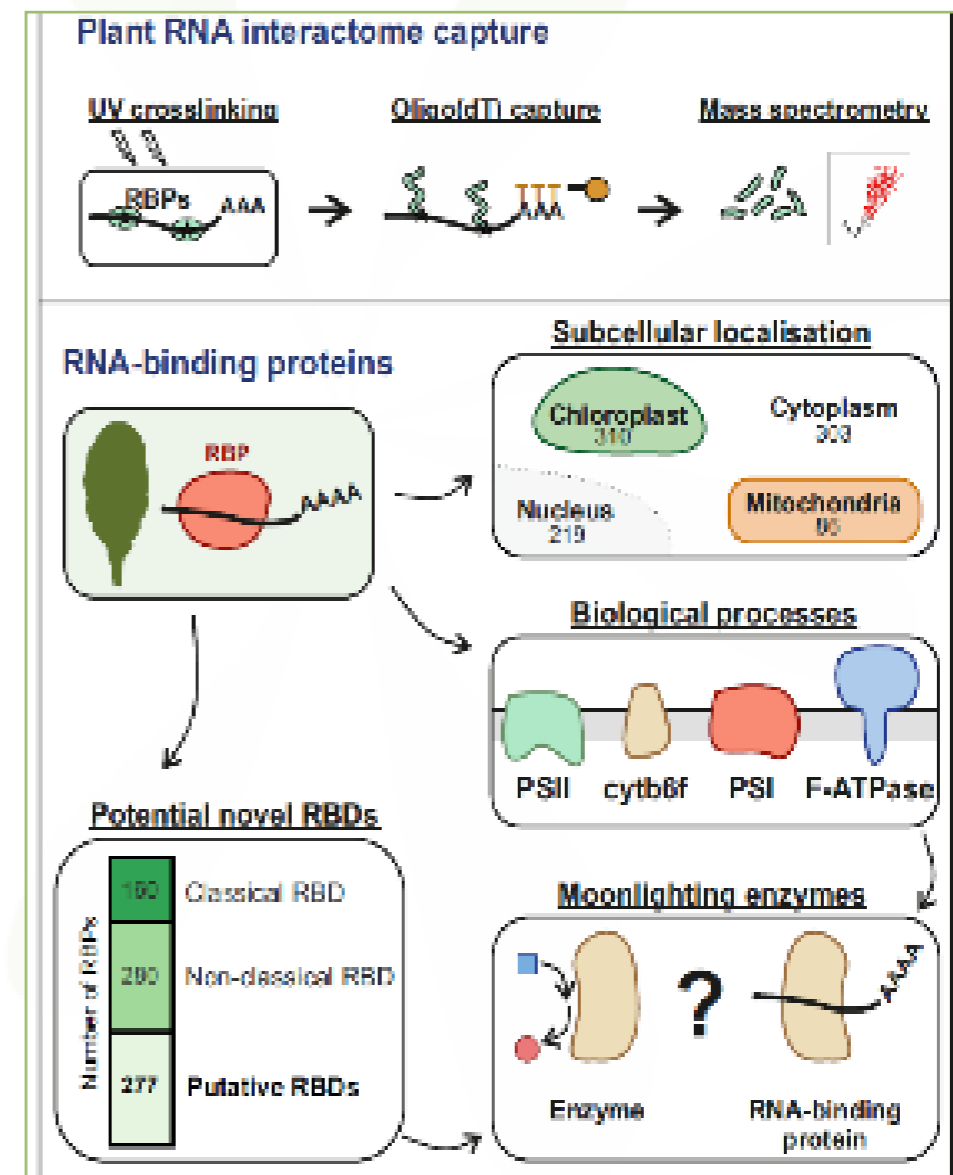 Plant RNA interactome capture
UV crosslinking
Oligo(dT) capture
Mass spectrometry
RBPs
AAA
TTT
AAA
RNA-binding proteins
RBP
AAAA
Subcellular localisation
Chloroplast
310
Cytoplasm
303
Nucleus
219
Mitochondria
Biological processes
PSII
cytb6f
PSI
F-ATPase
Potential novel RBDs
Number of RBPs
Classical RBD
Non-classical RBD
277
Putative RBDs
Moonlighting enzymes
?
AAAA
Enzyme
RNA-binding
protein